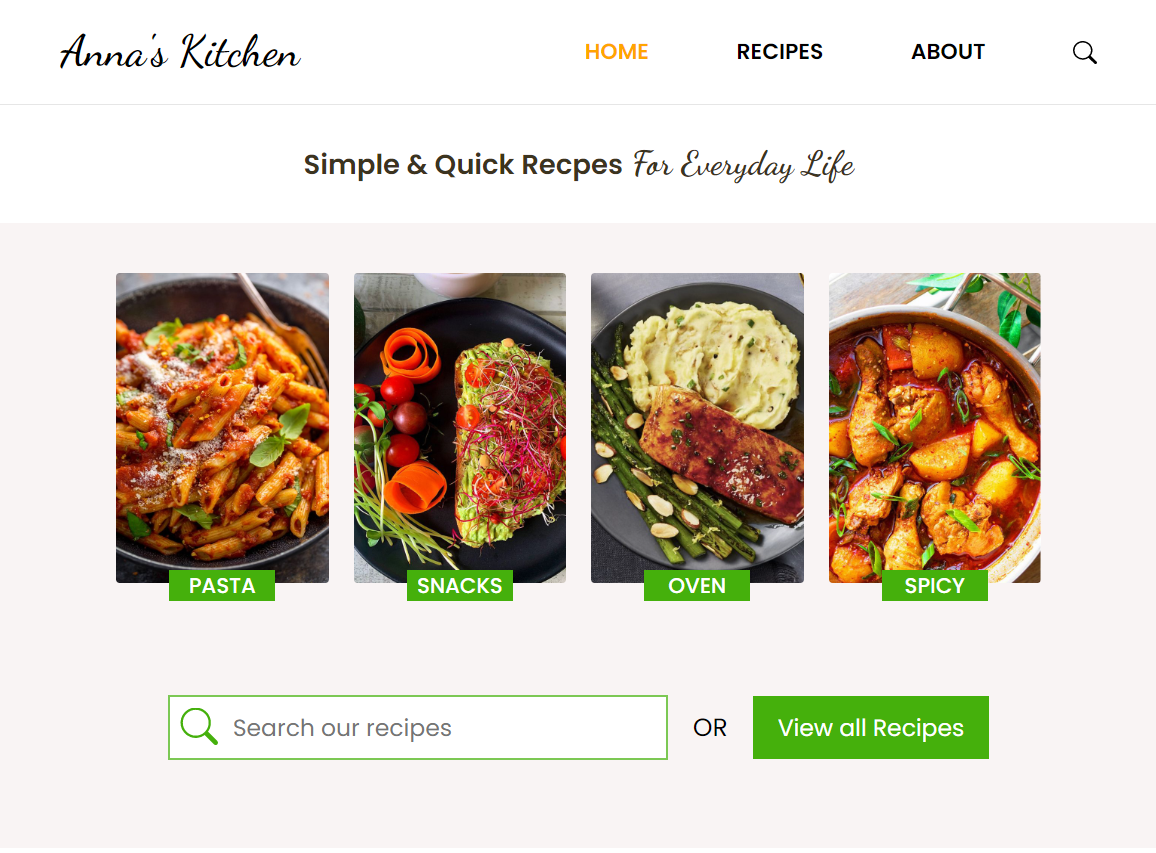 Anna's Kitchen HOME RECIPES ABOUT
Simple & Quick Recpes For Everyday Life
PASTA SNACKS OVEN SPICY
Search our recipes OR View all Recipes